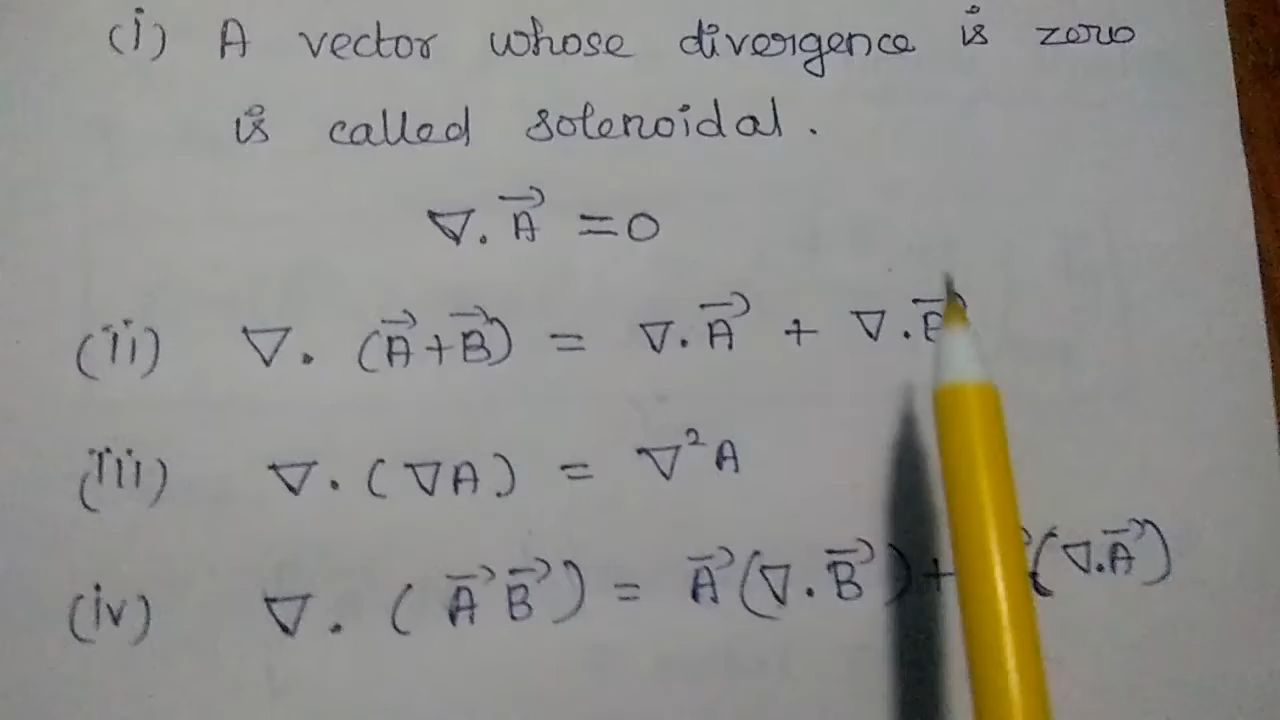 (i) A vector whose divergence is zero
is called solenoidal.
∇. A⃗ = 0
(ii) ∇. (A⃗ + B⃗) = ∇. A⃗ + ∇. B⃗
(iii) ∇. (∇A) = ∇²A
(iv) ∇. (A⃗ B⃗) = A⃗ (∇. B⃗) + (∇. A⃗)